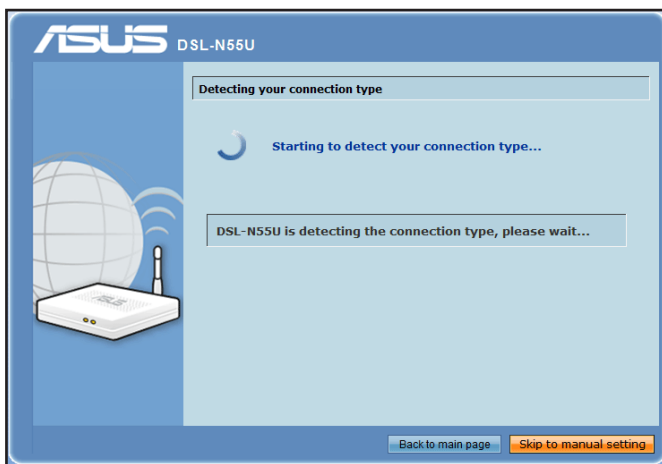 ASUS DSL-N55U
Detecting your connection type
Starting to detect your connection type...
DSL-N55U is detecting the connection type, please wait...
ASUS
Back to main page Skip to manual setting